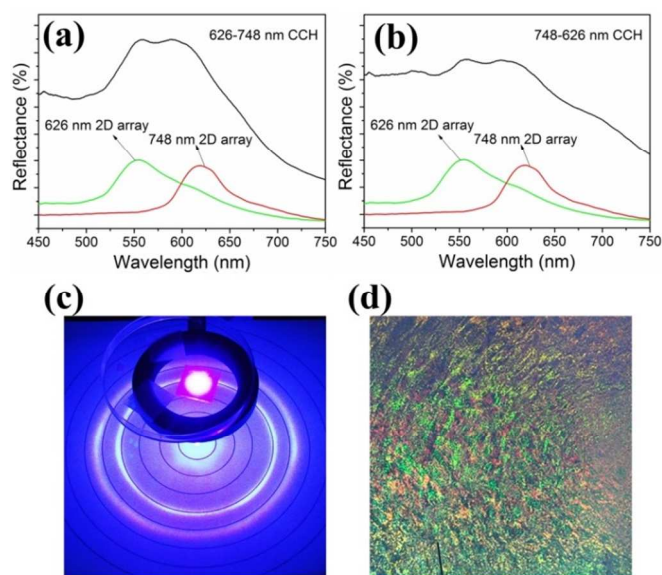 (a)
626-748 nm CCH
Reflectance (%)
626 nm 2D array
748 nm 2D array
450 500 550 600 650 700 750
Wavelength (nm)
(b)
748-626 nm CCH
Reflectance (%)
626 nm 2D array
748 nm 2D array
450 500 550 600 650 700 750
Wavelength (nm)
(c)
(d)